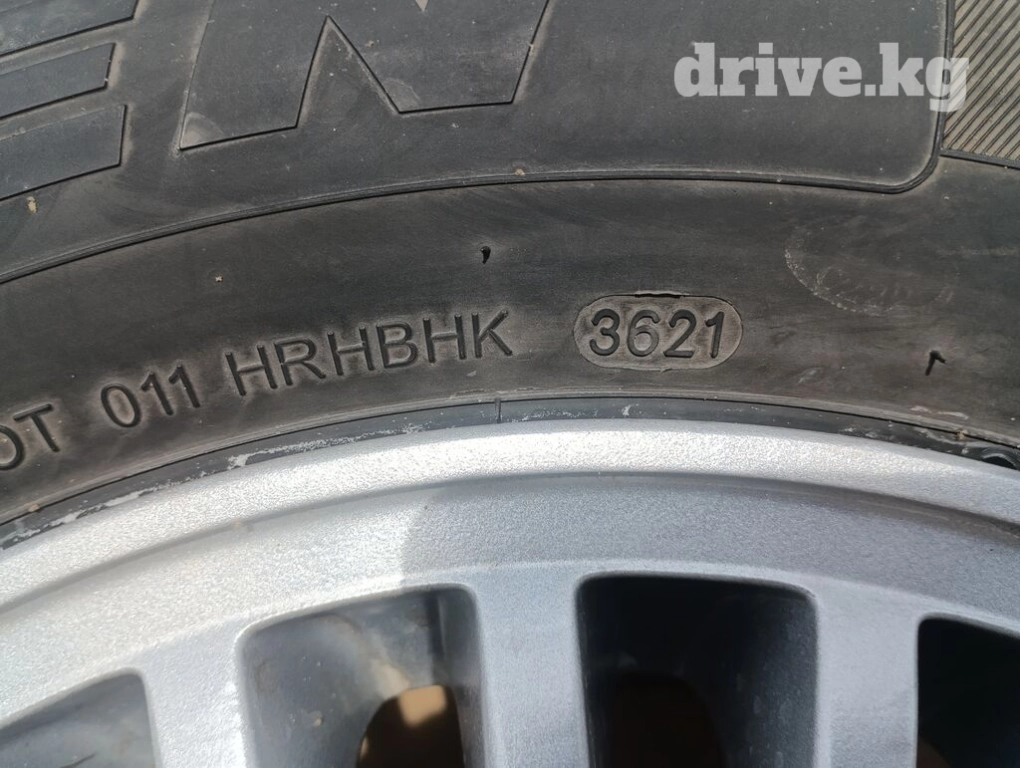 drive.kg
N
OT 011 HRHBHK 3621